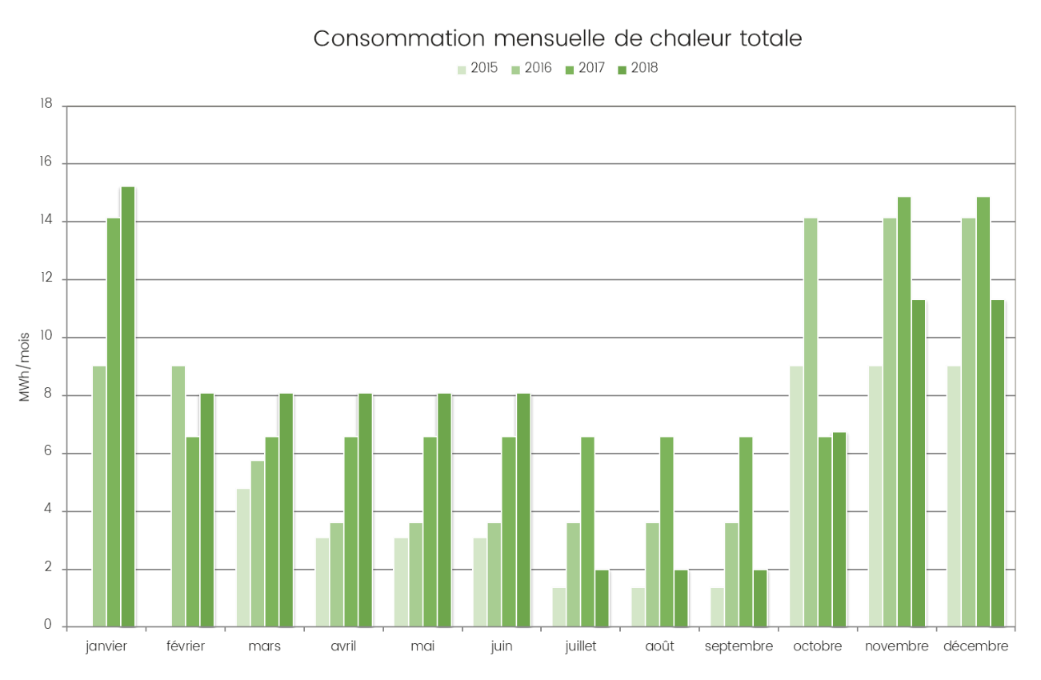 Consommation mensuelle de chaleur totale
2015 2016 2017 2018
18
16
14
12
10
8
6
4
2
0
MWh/mois
janvier février mars avril mai juin juillet août septembre octobre novembre décembre